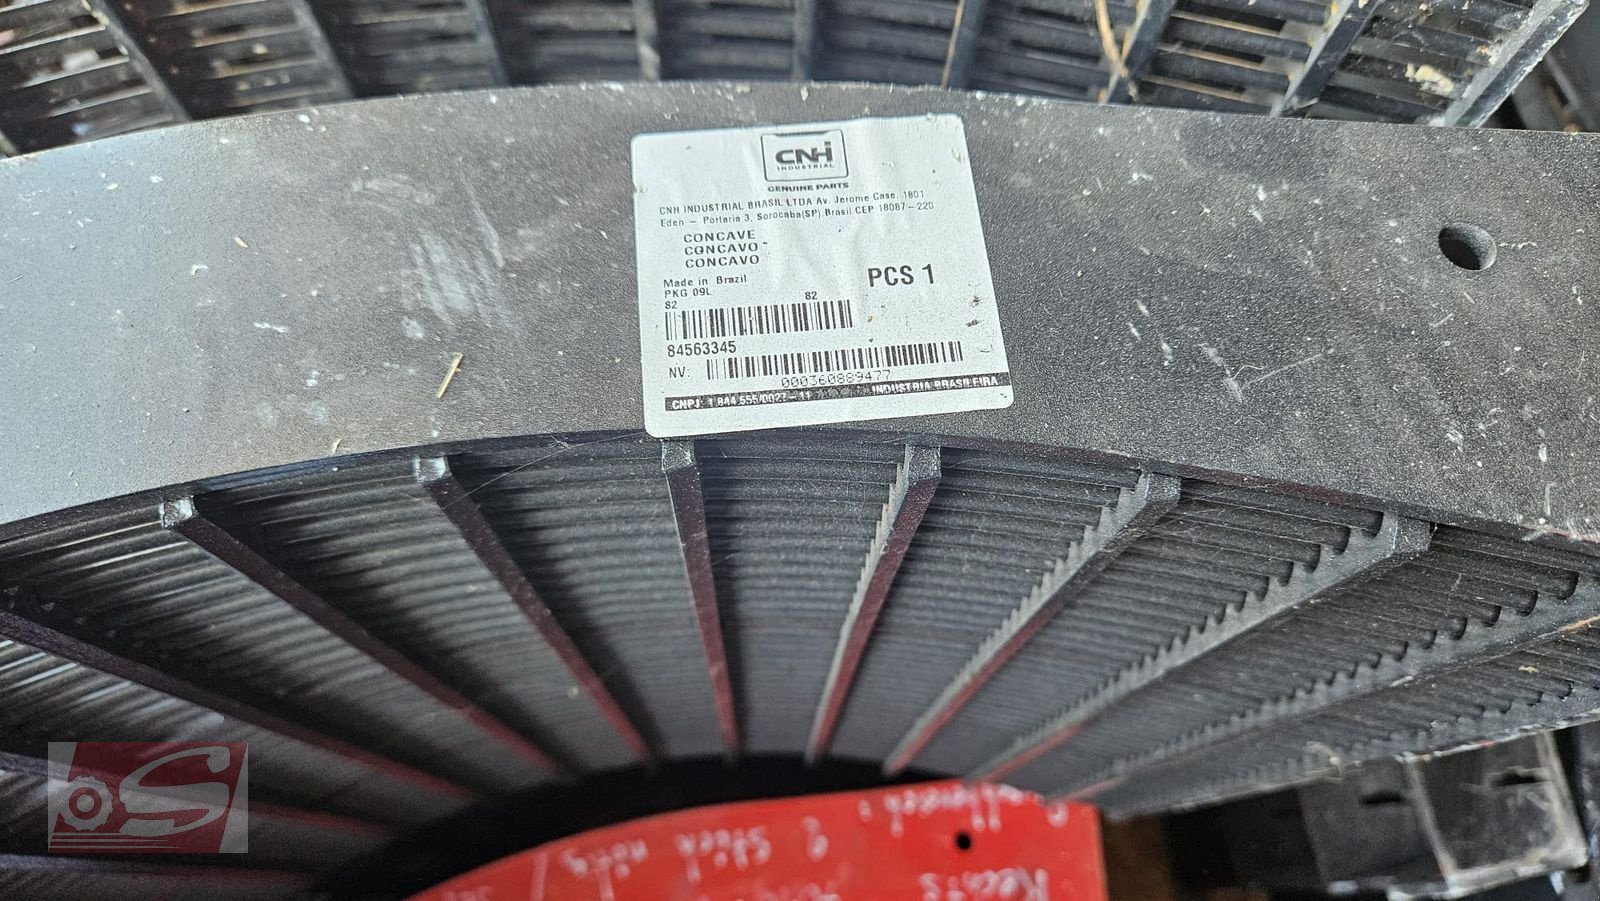 CNH
INDUSTRIAL
GENUINE PARTS
CNH INDUSTRIAL BRASIL LTDA Av. Jerome Case, 1801
Eden - Portaria 3, Sorocaba(SP).Brasil CEP 18087-220
CONCAVE
CONCAVO
CONCAVO
Made in Brazil
PKG 09L
PCS 1
82 82
84563345
NV:
000360889477
CNPJ: 1.844.555/0027-11 INDUSTRIA BRASILEIRA
OS